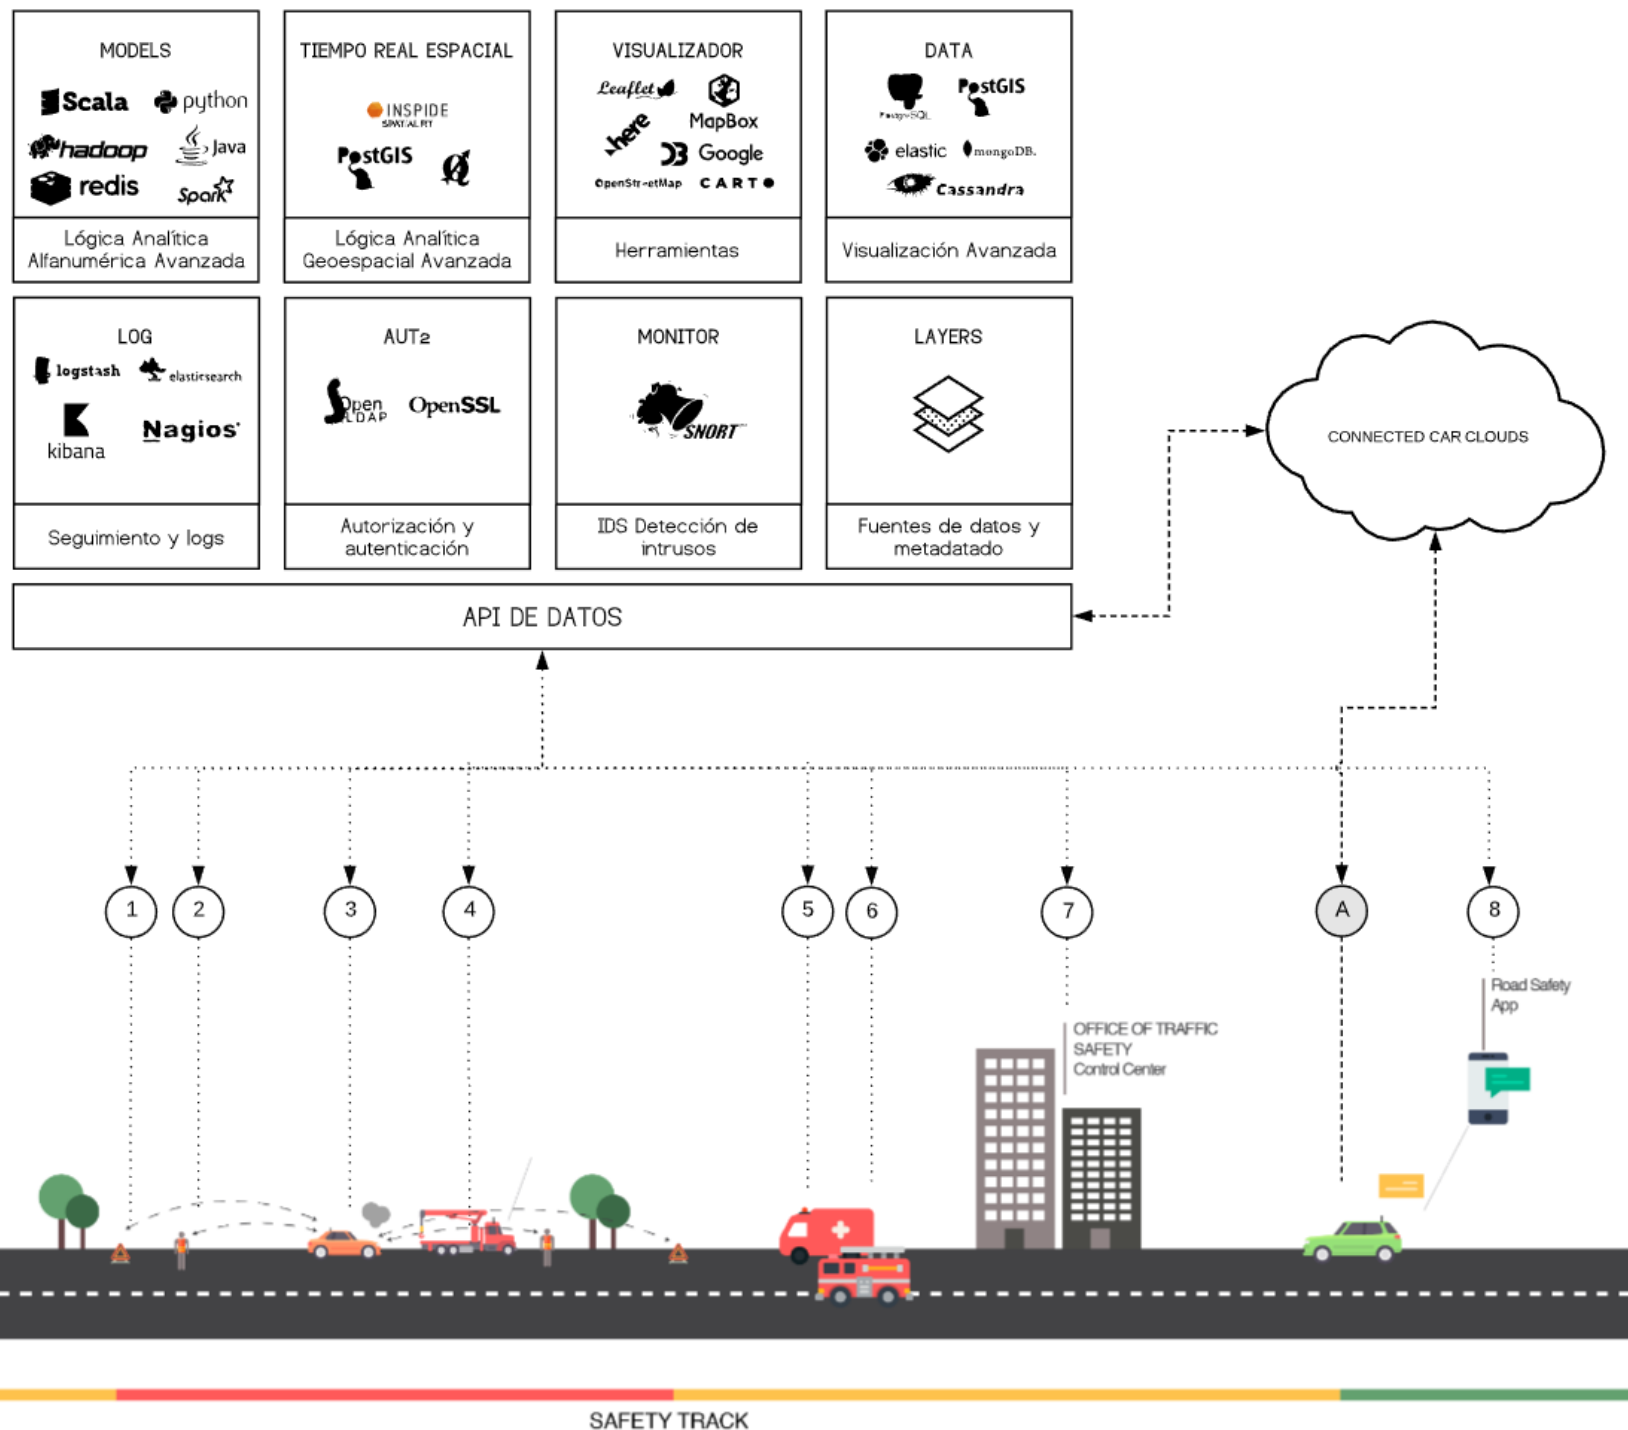 MODELS
Scala
python
hadoop
Java
redis
Spark
Lógica Analítica
Alfanumérica Avanzada
TIEMPO REAL ESPACIAL
INSPIDE
PostGIS
Lógica Analítica
Geoespacial Avanzada
VISUALIZADOR
Leaflet
MapBox
here
Google
OpenStreetMap
CARTO
Herramientas
DATA
PostgreSQL
PostGIS
elastic
mongoDB.
Cassandra
Visualización Avanzada
LOG
logstash
elasticsearch
kibana
Nagios
Seguimiento y logs
AUT2
Open
LDAP
OpenSSL
Autorización y
autenticación
MONITOR
SNORT
IDS Detección de
intrusos
LAYERS
Fuentes de datos y
metadatado
API DE DATOS
CONNECTED CAR CLOUDS
1
2
3
4
5
6
7
A
8
Road Safety
App
OFFICE OF TRAFFIC
SAFETY
Control Center
SAFETY TRACK